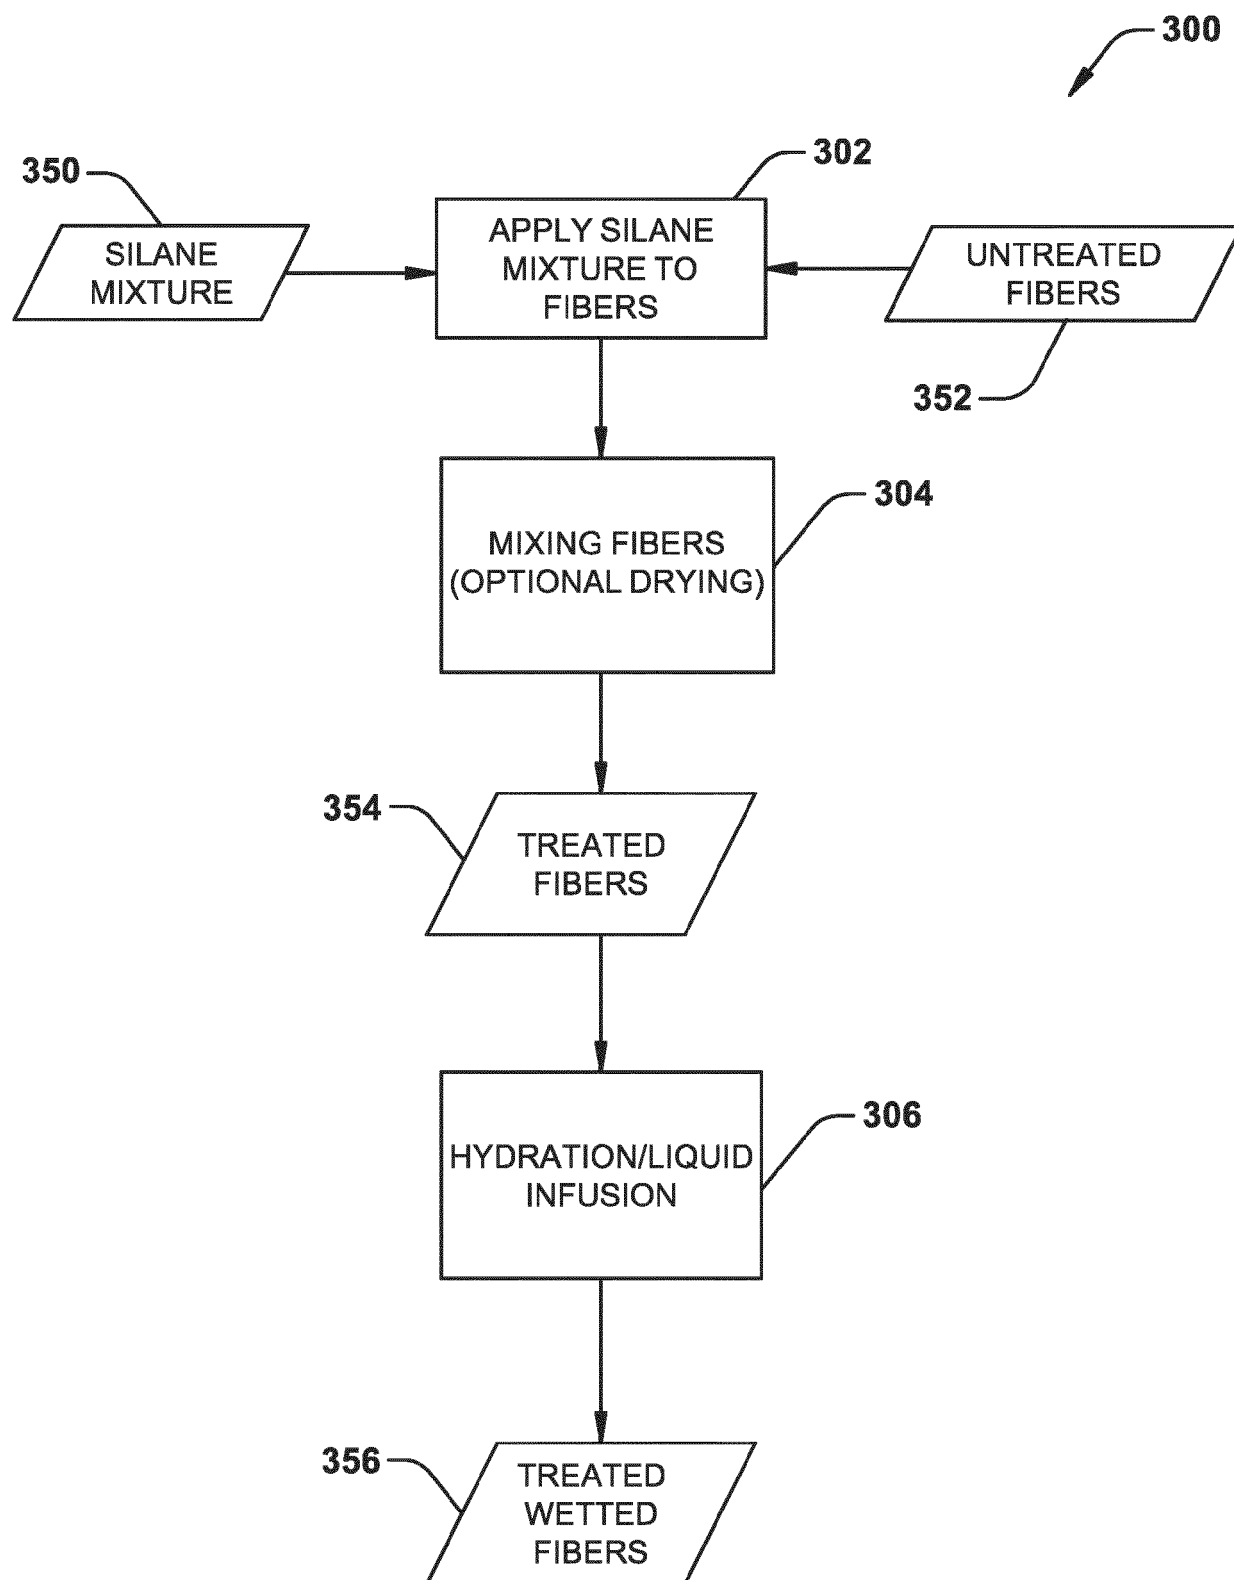 300
350
302
SILANE
MIXTURE
APPLY SILANE
MIXTURE TO
FIBERS
UNTREATED
FIBERS
352
304
MIXING FIBERS
(OPTIONAL DRYING)
354
TREATED
FIBERS
306
HYDRATION/LIQUID
INFUSION
356
TREATED
WETTED
FIBERS